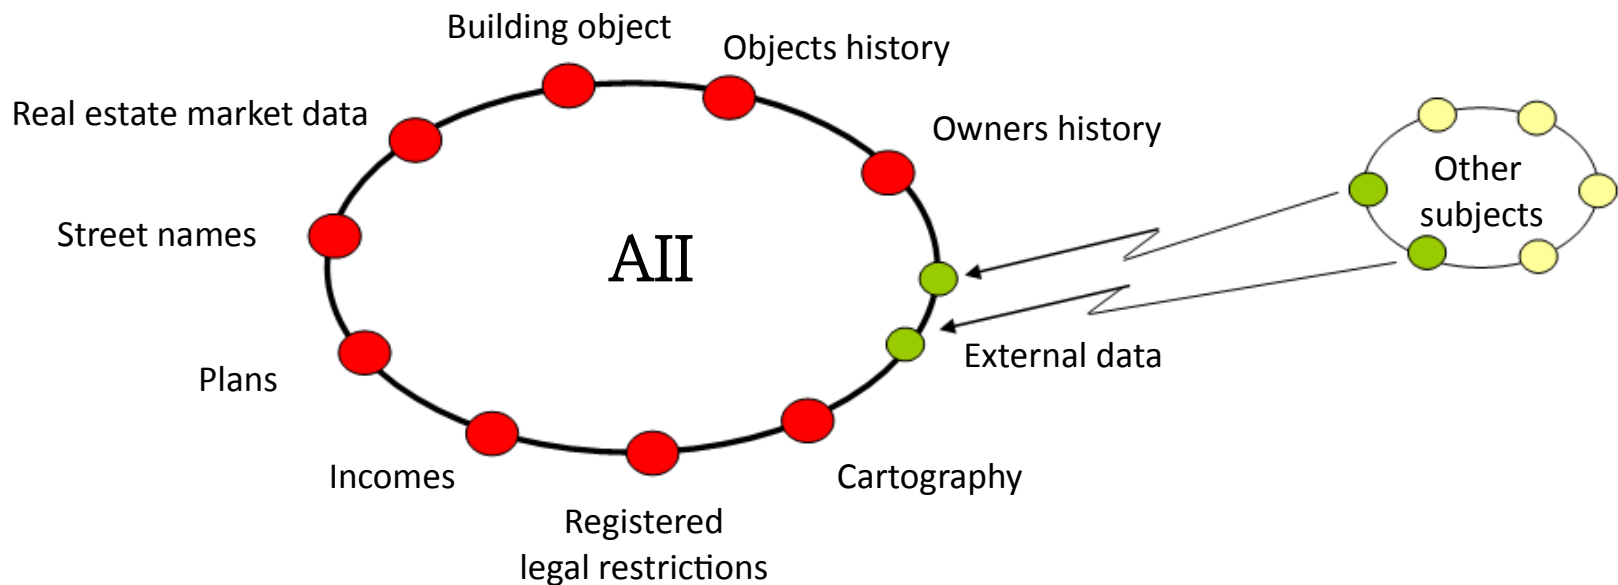 Building object
Objects history
Real estate market data
Owners history
Other
subjects
Street names
AII
External data
Plans
Incomes
Cartography
Registered
legal restrictions